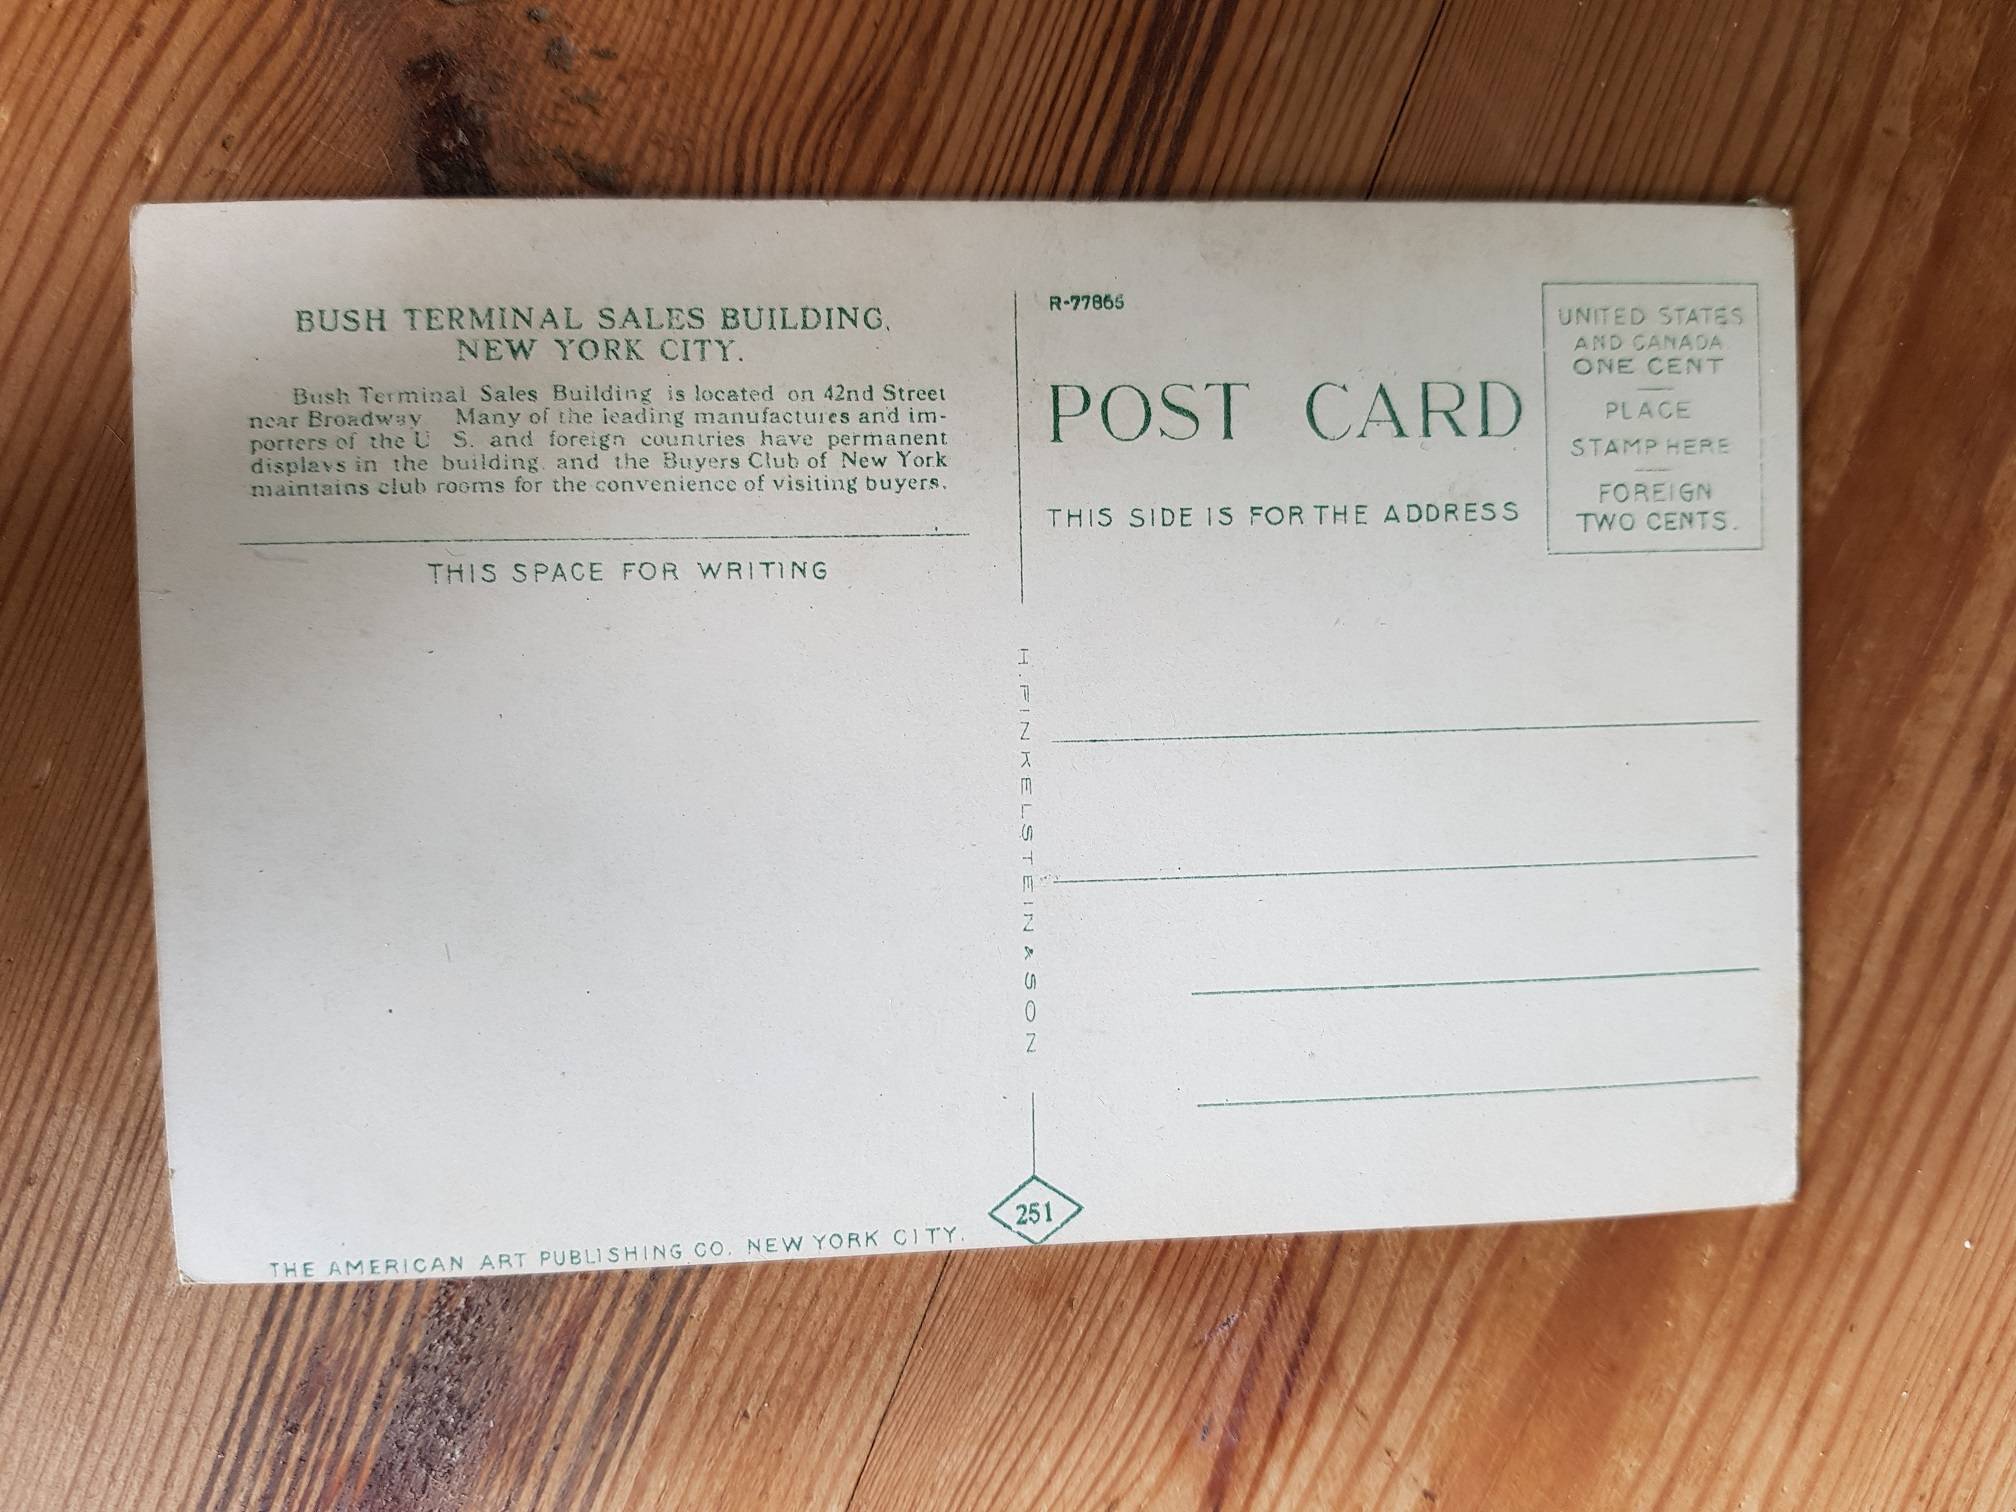 BUSH TERMINAL SALES BUILDING,
NEW YORK CITY.
Bush Terminal Sales Building is located on 42nd Street
near Broadway Many of the leading manufactures and im-
porters of the U S. and foreign countries have permanent
displays in the building, and the Buyers Club of New York
maintains club rooms for the convenience of visiting buyers.
THIS SPACE FOR WRITING
THE AMERICAN ART PUBLISHING CO. NEW YORK CITY.
H. FINKELSTEIN & SON
251
R-77865
POST CARD
THIS SIDE IS FOR THE ADDRESS
UNITED STATES
AND CANADA
ONE CENT
PLACE
STAMP HERE
FOREIGN
TWO CENTS.